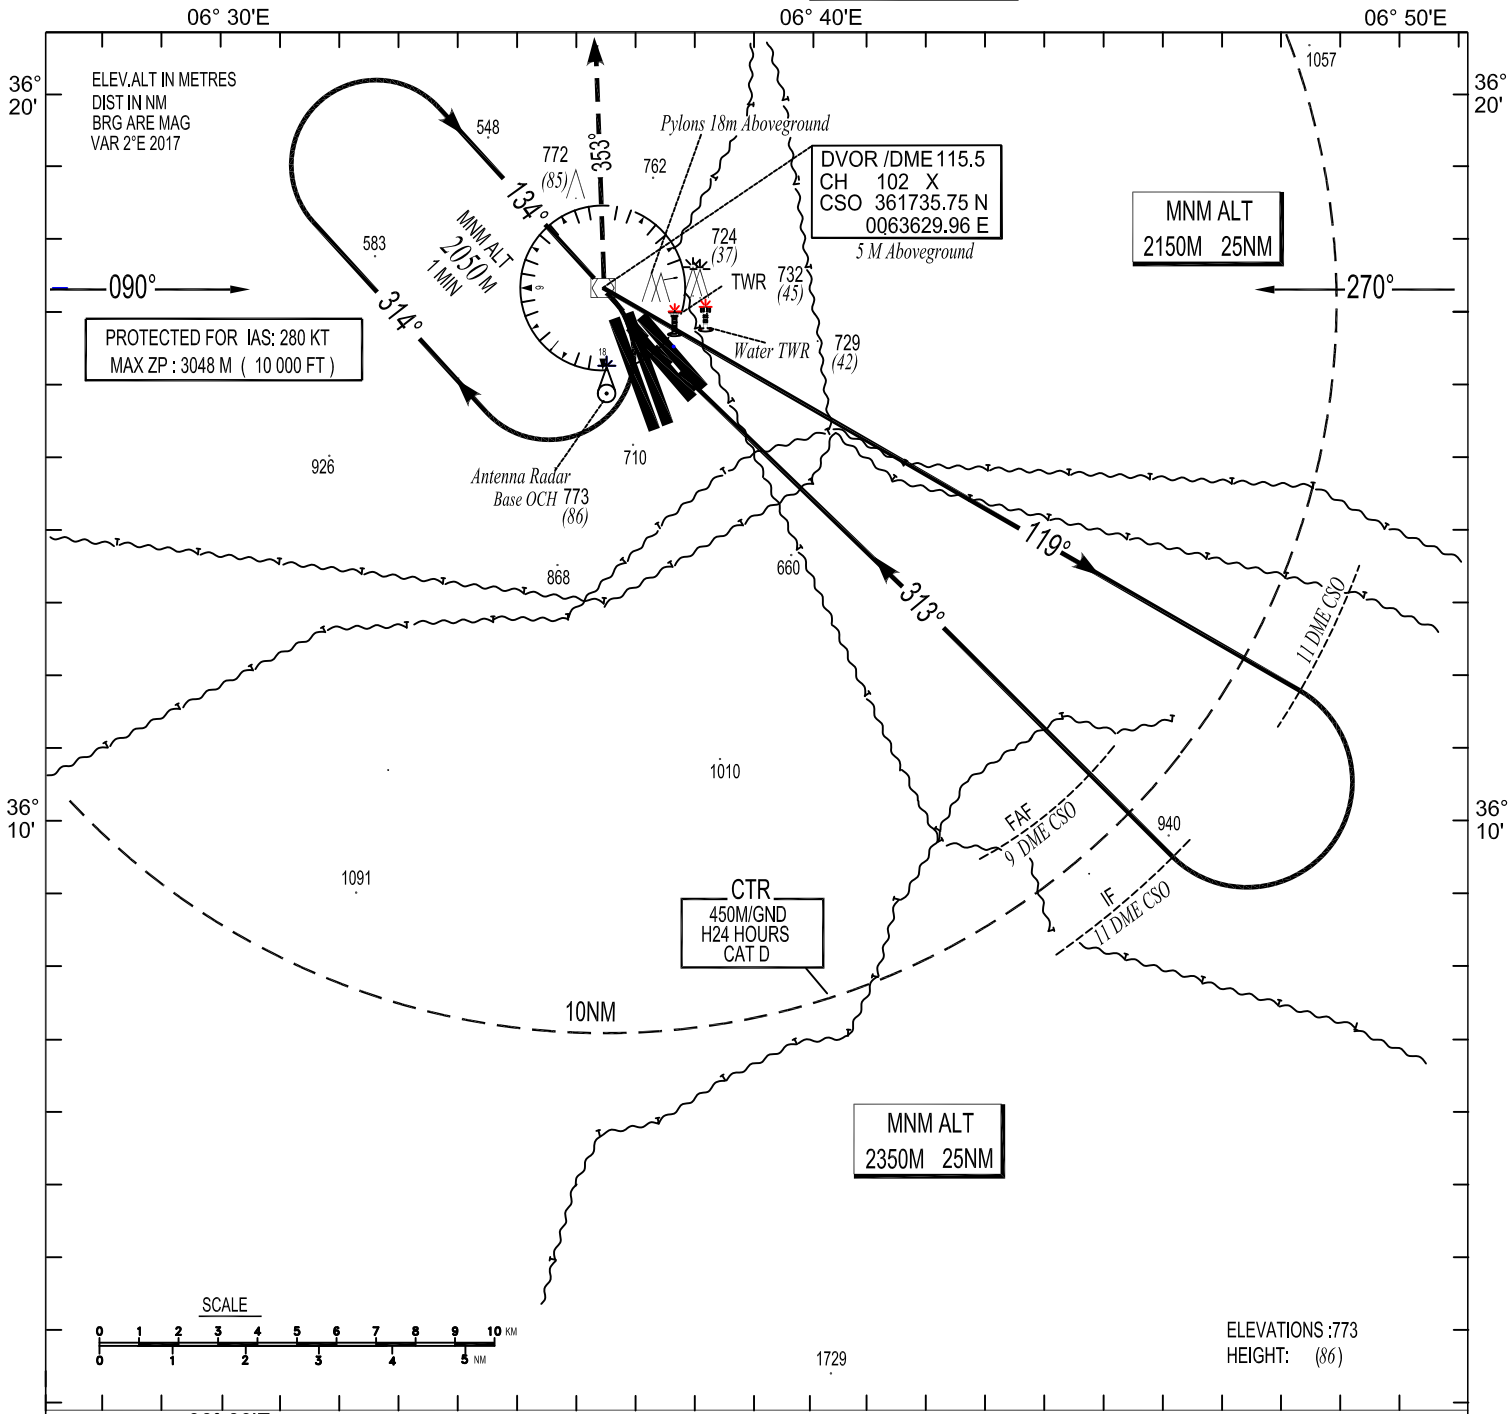 06° 30'E
06° 40'E
06° 50'E
36°
20'
36°
20'
ELEV.ALT IN METRES
DIST IN NM
BRG ARE MAG
VAR 2°E 2017
1057
548
Pylons 18m Aboveground
353°
772
(85)
762
134°
DVOR /DME 115.5
CH 102 X
CSO 361735.75 N
0063629.96 E
5 M Aboveground
MNM ALT
2150M 25NM
583
MNM ALT
2050 M
1 MIN
724
(37)
TWR
732
(45)
9
090°
270°
314°
PROTECTED FOR IAS: 280 KT
MAX ZP : 3048 M ( 10 000 FT )
Water TWR
729
(42)
18
926
710
Antenna Radar
Base OCH 773
(86)
119°
868
660
313°
11 DME CSO
1010
36°
10'
36°
10'
FAF
9 DME CSO
940
1091
CTR
450M/GND
H24 HOURS
CAT D
IF
11 DME CSO
10NM
MNM ALT
2350M 25NM
SCALE
0 1 2 3 4 5 6 7 8 9 10 KM
0 1 2 3 4 5 NM
1729
ELEVATIONS :773
HEIGHT: (86)